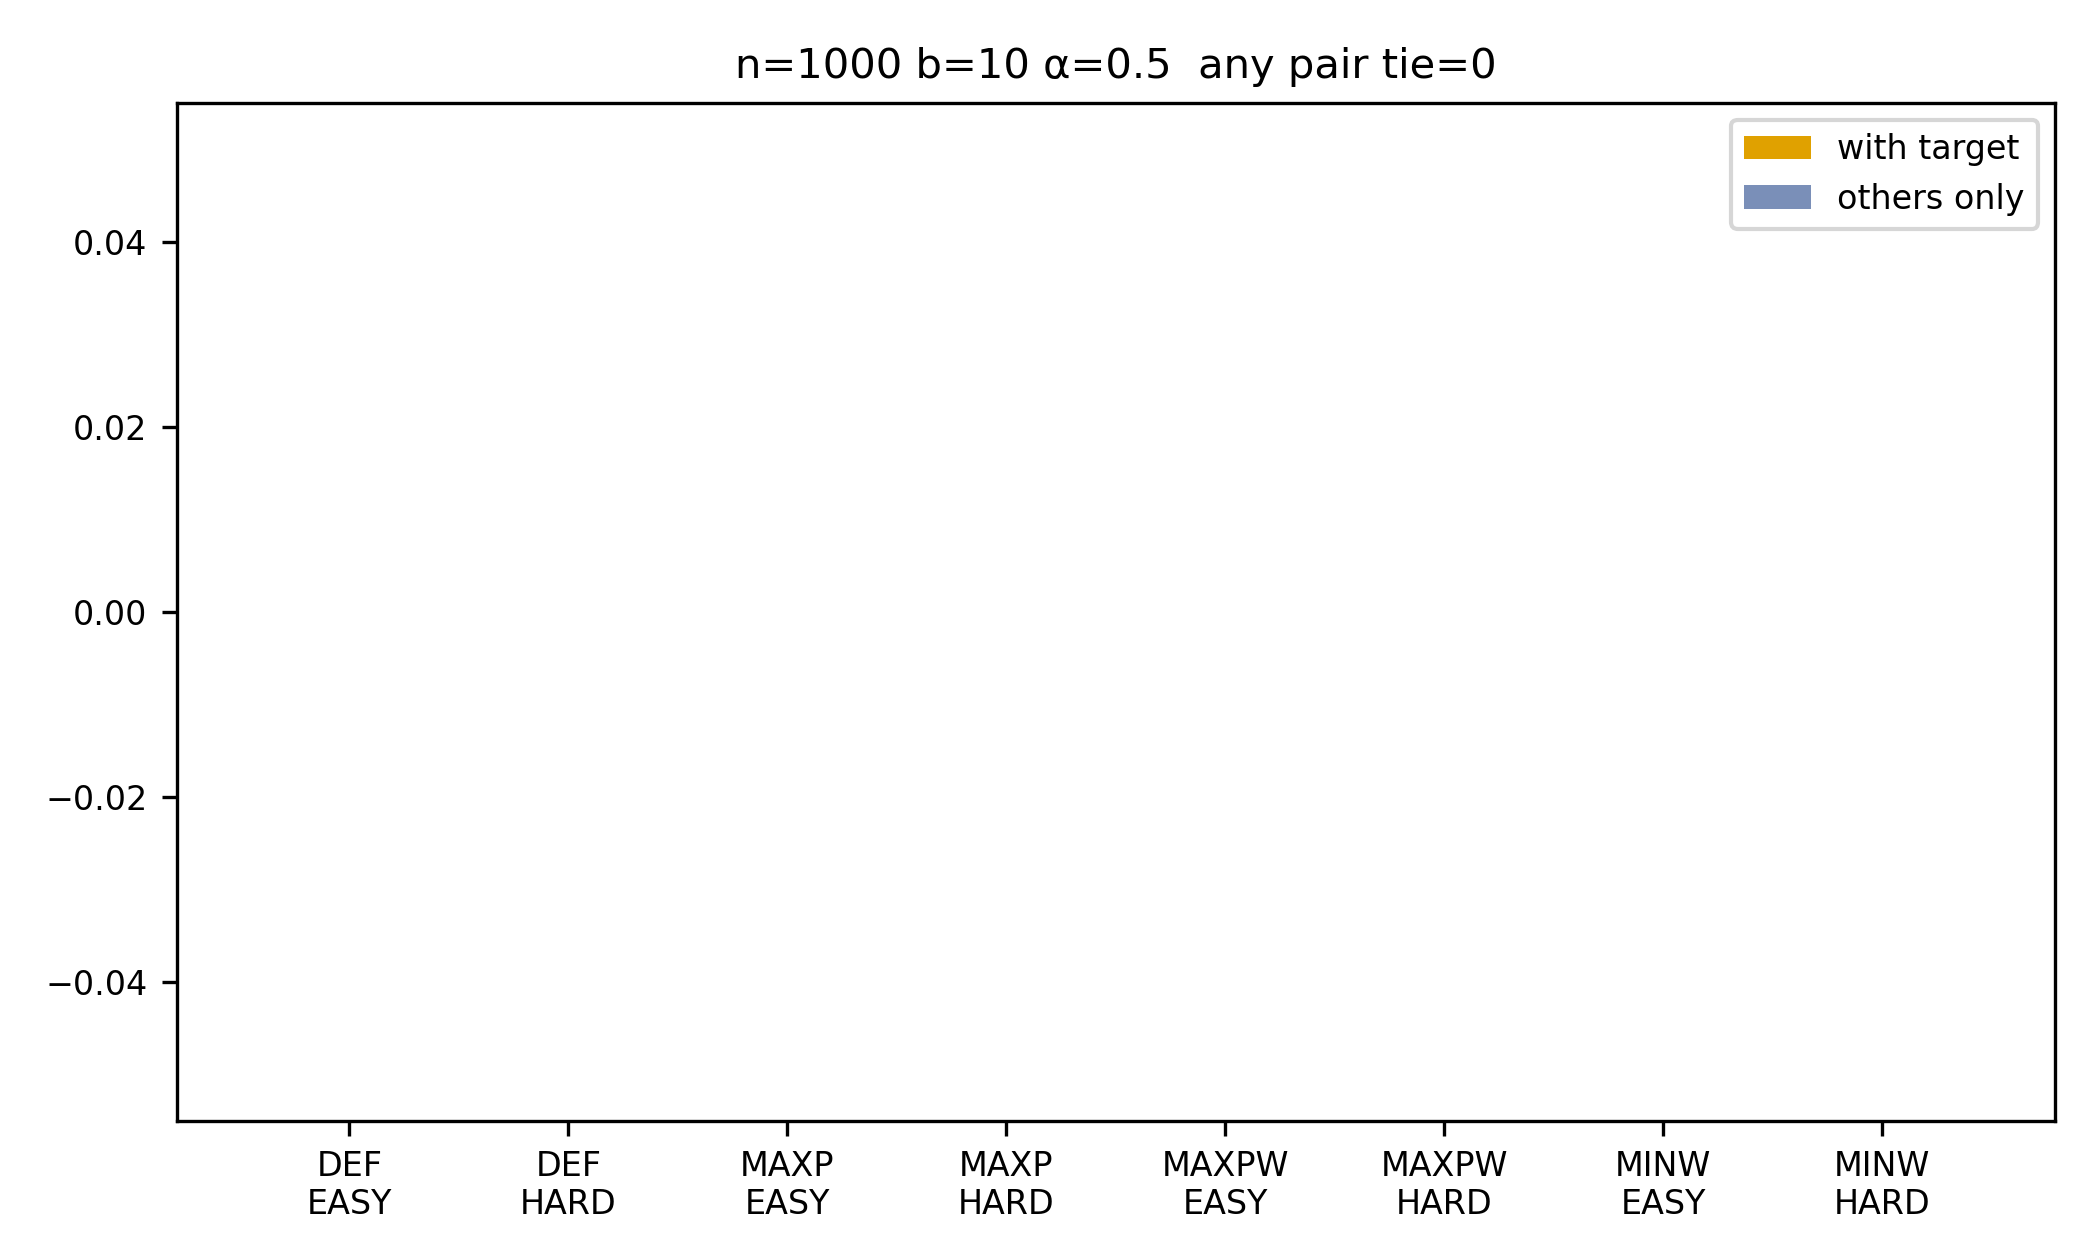 n=1000 b=10 α=0.5  any pair tie=0
with target
others only
0.04
0.02
0.00
−0.02
−0.04
DEF
EASY
DEF
HARD
MAXP
EASY
MAXP
HARD
MAXPW
EASY
MAXPW
HARD
MINW
EASY
MINW
HARD